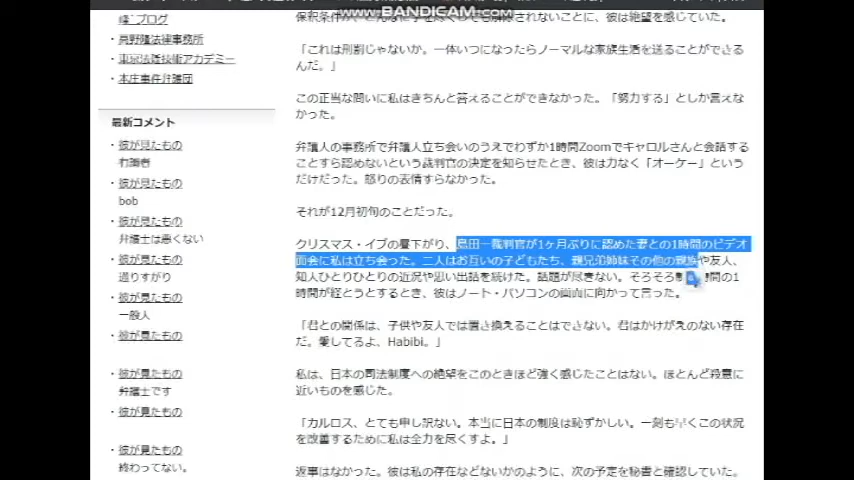 www.BANDICAM.com
峰 ブログ
高野隆法律事務所
東京法廷技術アカデミー
本庄事件弁護団
最新コメント
彼が見たもの
彼が見たもの
bob
彼が見たもの
弁護士は悪くない
彼が見たもの
通りすがり
彼が見たもの
一般人
彼が見たもの
彼が見たもの
弁護士です
彼が見たもの
彼が見たもの
終わってない。
に、彼は絶望を感じていた。
「これは刑罰じゃないか。一体いつになったらノーマルな家族生活を送ることができる
んだ。」
この正当な問いに私はきちんと答えることができなかった。「努力する」としか言えな
かった。
弁護人の事務所で弁護人立ち会いのうえでわずか1時間Zoomでキャロルさんと会話する
ことすら認めないという裁判官の決定を知らせたとき、彼は力なく「オーケー」という
だけだった。怒りの表情すらなかった。
それが12月初旬のことだった。
クリスマス・イブの昼下がり、島田一裁判官が1ヶ月ぶりに認めた妻との1時間のビデオ
面会に私は立ち会った。二人はお互いの子どもたち、親兄弟姉妹その他の親族や友人、
知人ひとりひとりの近況や思い出話を続けた。話題が尽きない。そろそろ 時間の1
時間が経とうとするとき、彼はノート・パソコンの画面に向かって言った。
「君との関係は、子供や友人では置き換えることはできない。君はかけがえのない存在
だ。愛してるよ、Habibi。」
私は、日本の司法制度への絶望をこのときほど強く感じたことはない。ほとんど殺意に
近いものを感じた。
「カルロス、とても申し訳ない。本当に日本の制度は恥ずかしい。一刻も早くこの状況
を改善するために私は全力を尽くすよ。」
返事はなかった。彼は私の存在などないかのように、次の予定を秘書と確認していた。